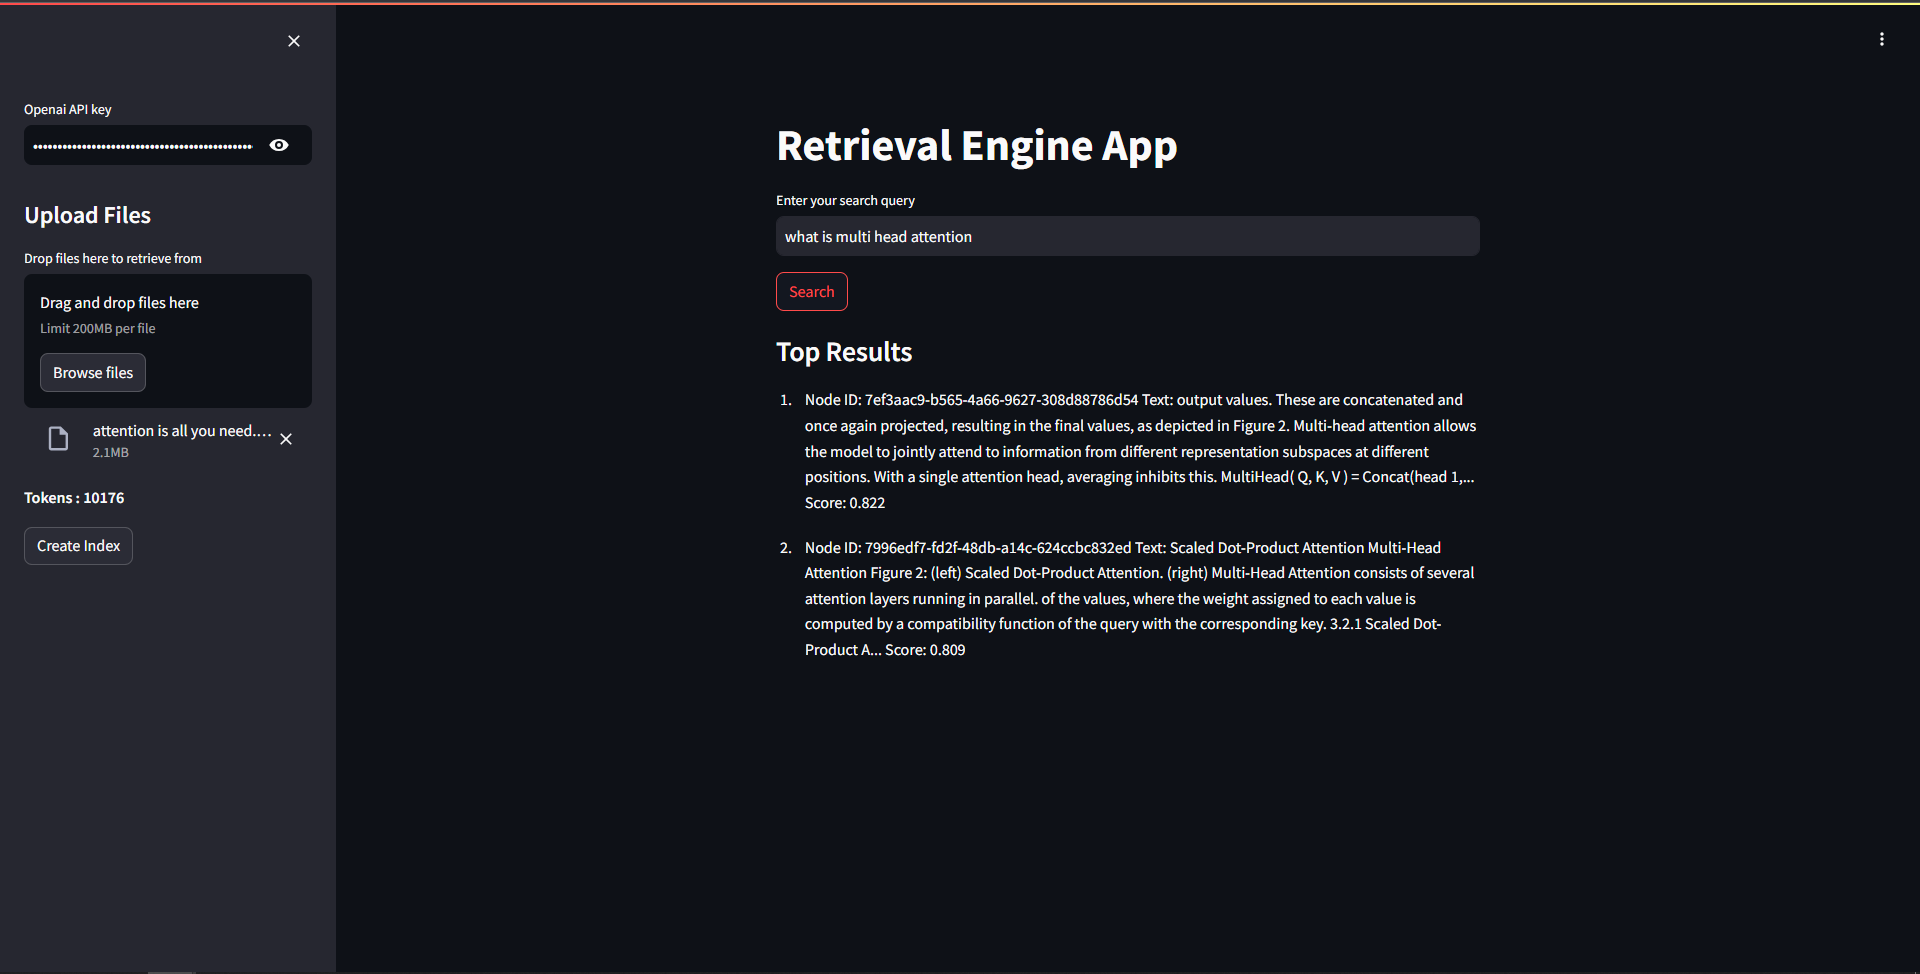 Openai API key
Upload Files
Drop files here to retrieve from
Drag and drop files here
Limit 200MB per file
Browse files
attention is all you need....
2.1MB
Tokens : 10176
Create Index
Retrieval Engine App
Enter your search query
what is multi head attention
Search
Top Results
1. Node ID: 7ef3aac9-b565-4a66-9627-308d88786d54 Text: output values. These are concatenated and
once again projected, resulting in the final values, as depicted in Figure 2. Multi-head attention allows
the model to jointly attend to information from different representation subspaces at different
positions. With a single attention head, averaging inhibits this. MultiHead( Q, K, V ) = Concat(head 1,...
Score: 0.822
2. Node ID: 7996edf7-fd2f-48db-a14c-624ccbc832ed Text: Scaled Dot-Product Attention Multi-Head
Attention Figure 2: (left) Scaled Dot-Product Attention. (right) Multi-Head Attention consists of several
attention layers running in parallel. of the values, where the weight assigned to each value is
computed by a compatibility function of the query with the corresponding key. 3.2.1 Scaled Dot-
Product A... Score: 0.809